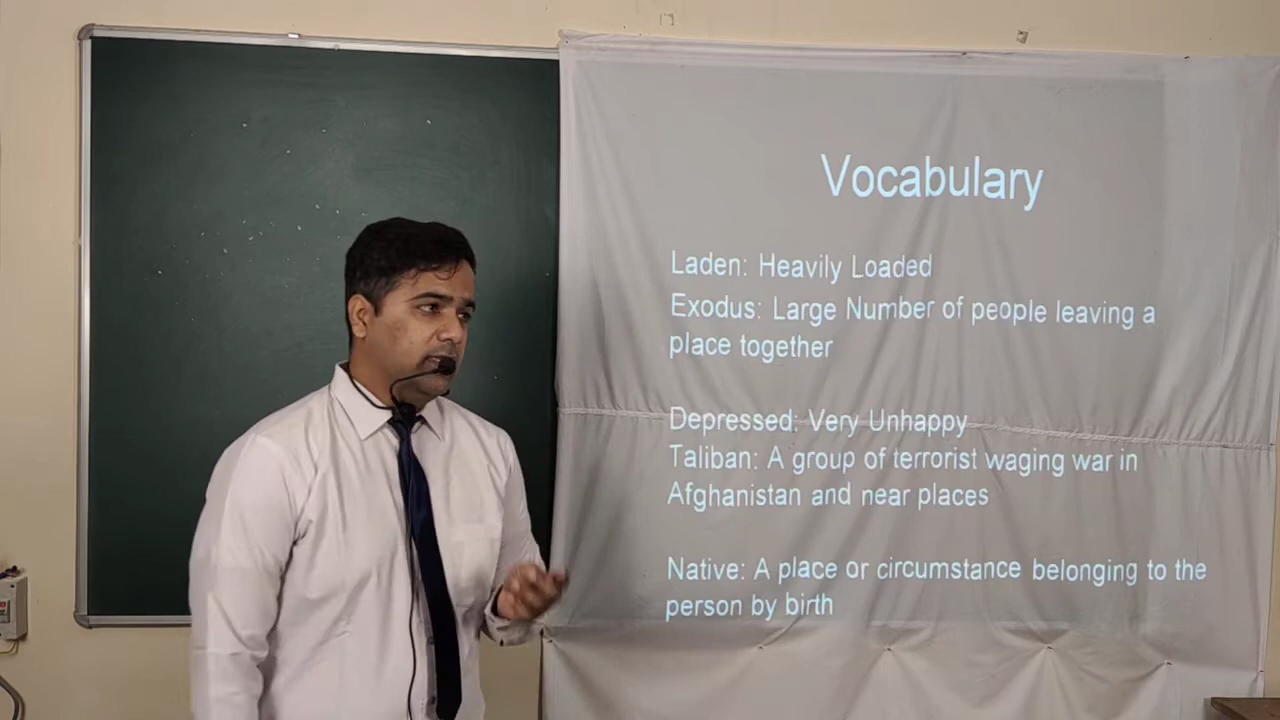 Vocabulary
Laden: Heavily Loaded
Exodus: Large Number of people leaving a
place together
Depressed: Very Unhappy
Taliban: A group of terrorist waging war in
Afghanistan and near places
Native: A place or circumstance belonging to the
person by birth